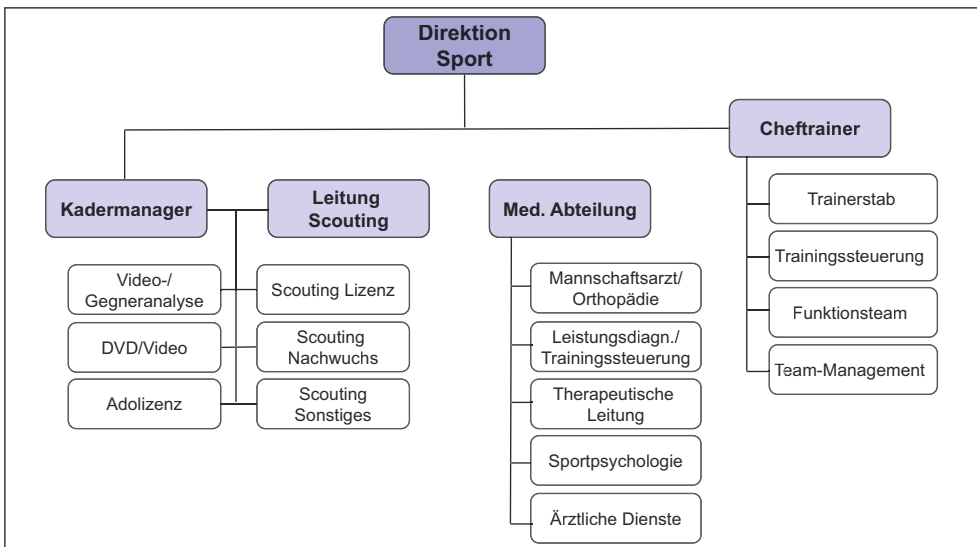 Direktion
Sport
Cheftrainer
Kadermanager
Leitung
Scouting
Med. Abteilung
Trainerstab
Trainingssteuerung
Funktionsteam
Team-Management
Video-/
Gegneranalyse
Scouting Lizenz
DVD/Video
Scouting
Nachwuchs
Adolizenz
Scouting
Sonstiges
Mannschaftsarzt/
Orthopädie
Leistungsdiagn./
Trainingssteuerung
Therapeutische
Leitung
Sportpsychologie
Ärztliche Dienste